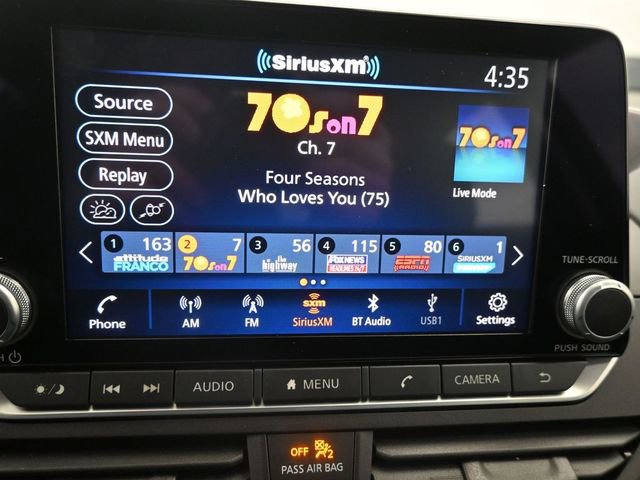 SiriusXM
4:35
Source
SXM Menu
Replay
70s on 7
Ch. 7
Four Seasons
Who Loves You (75)
70s on 7
Live Mode
1 163 attitude FRANCO
2 7 70s on 7
3 56 the highway
4 115 FOX NEWS HEADLINES 24/7
5 80 ESPN RADIO
6 1 SIRIUSXM
Phone
AM
FM
sxm
SiriusXM
BT Audio
USB1
Settings
TUNE·SCROLL
PUSH SOUND
AUDIO
MENU
CAMERA
OFF 2
PASS AIR BAG